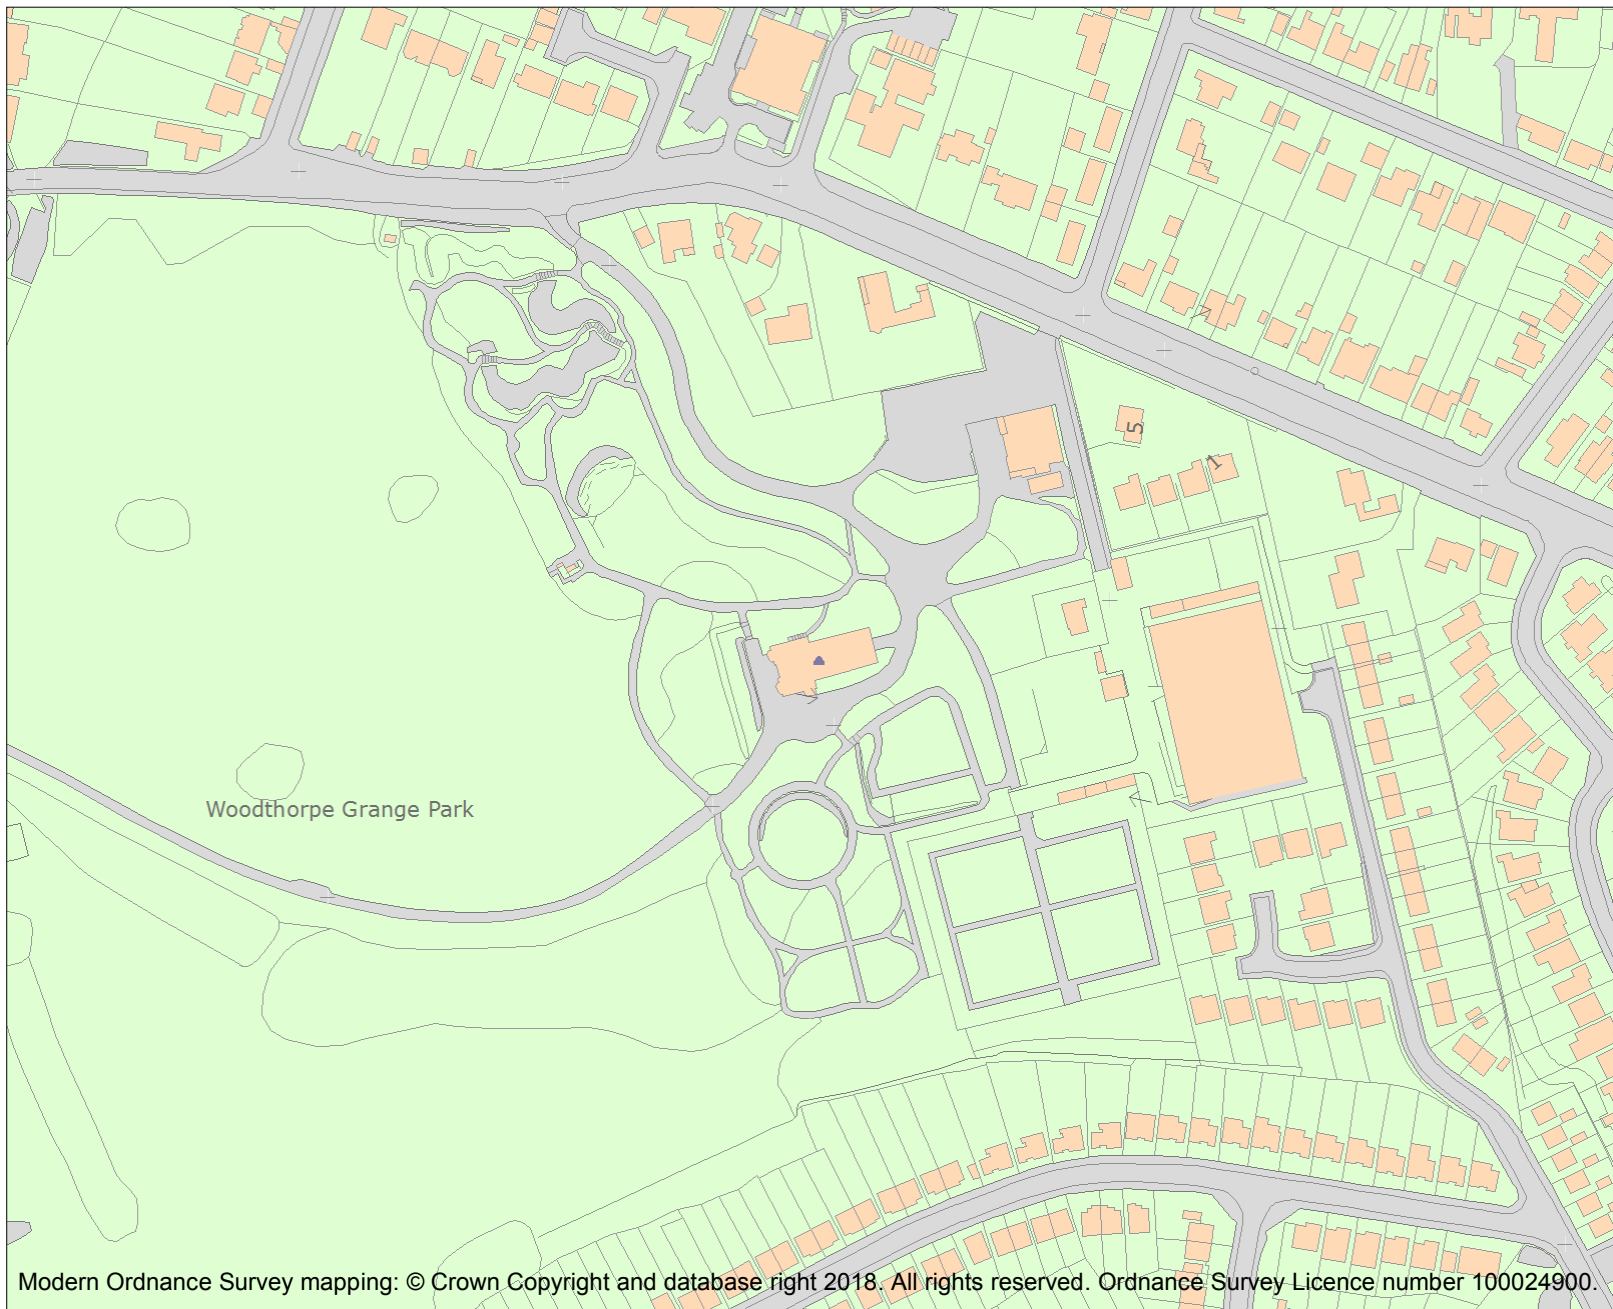 5
1
Woodthorpe Grange Park
Modern Ordnance Survey mapping: © Crown Copyright and database right 2018. All rights reserved. Ordnance Survey Licence number 100024900.